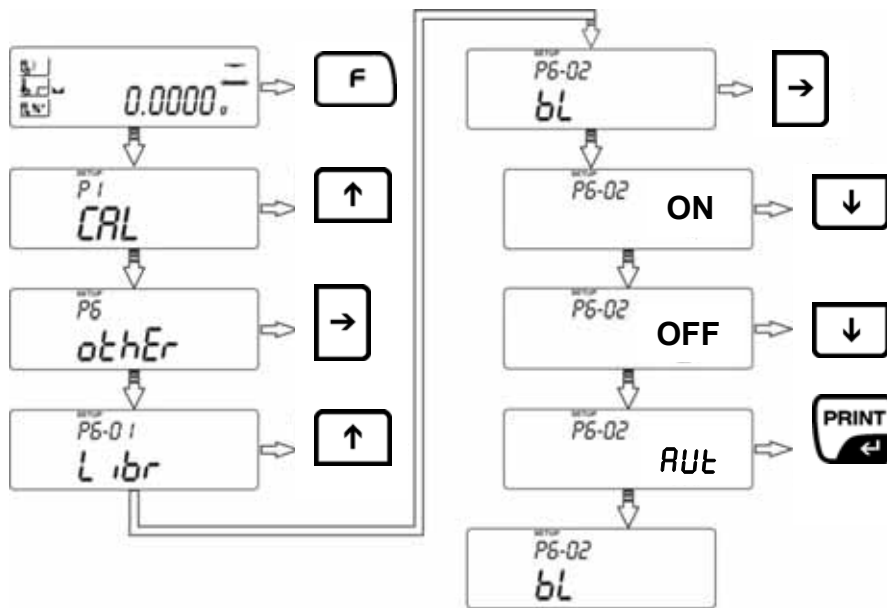 0.0000 g
F
SETUP
P1
CAL
↑
SETUP
P6
othEr
→
SETUP
P6-01
Libr
↑
SETUP
P6-02
bL
→
SETUP
P6-02
ON
↓
SETUP
P6-02
OFF
↓
SETUP
P6-02
AUt
PRINT
↵
SETUP
P6-02
bL